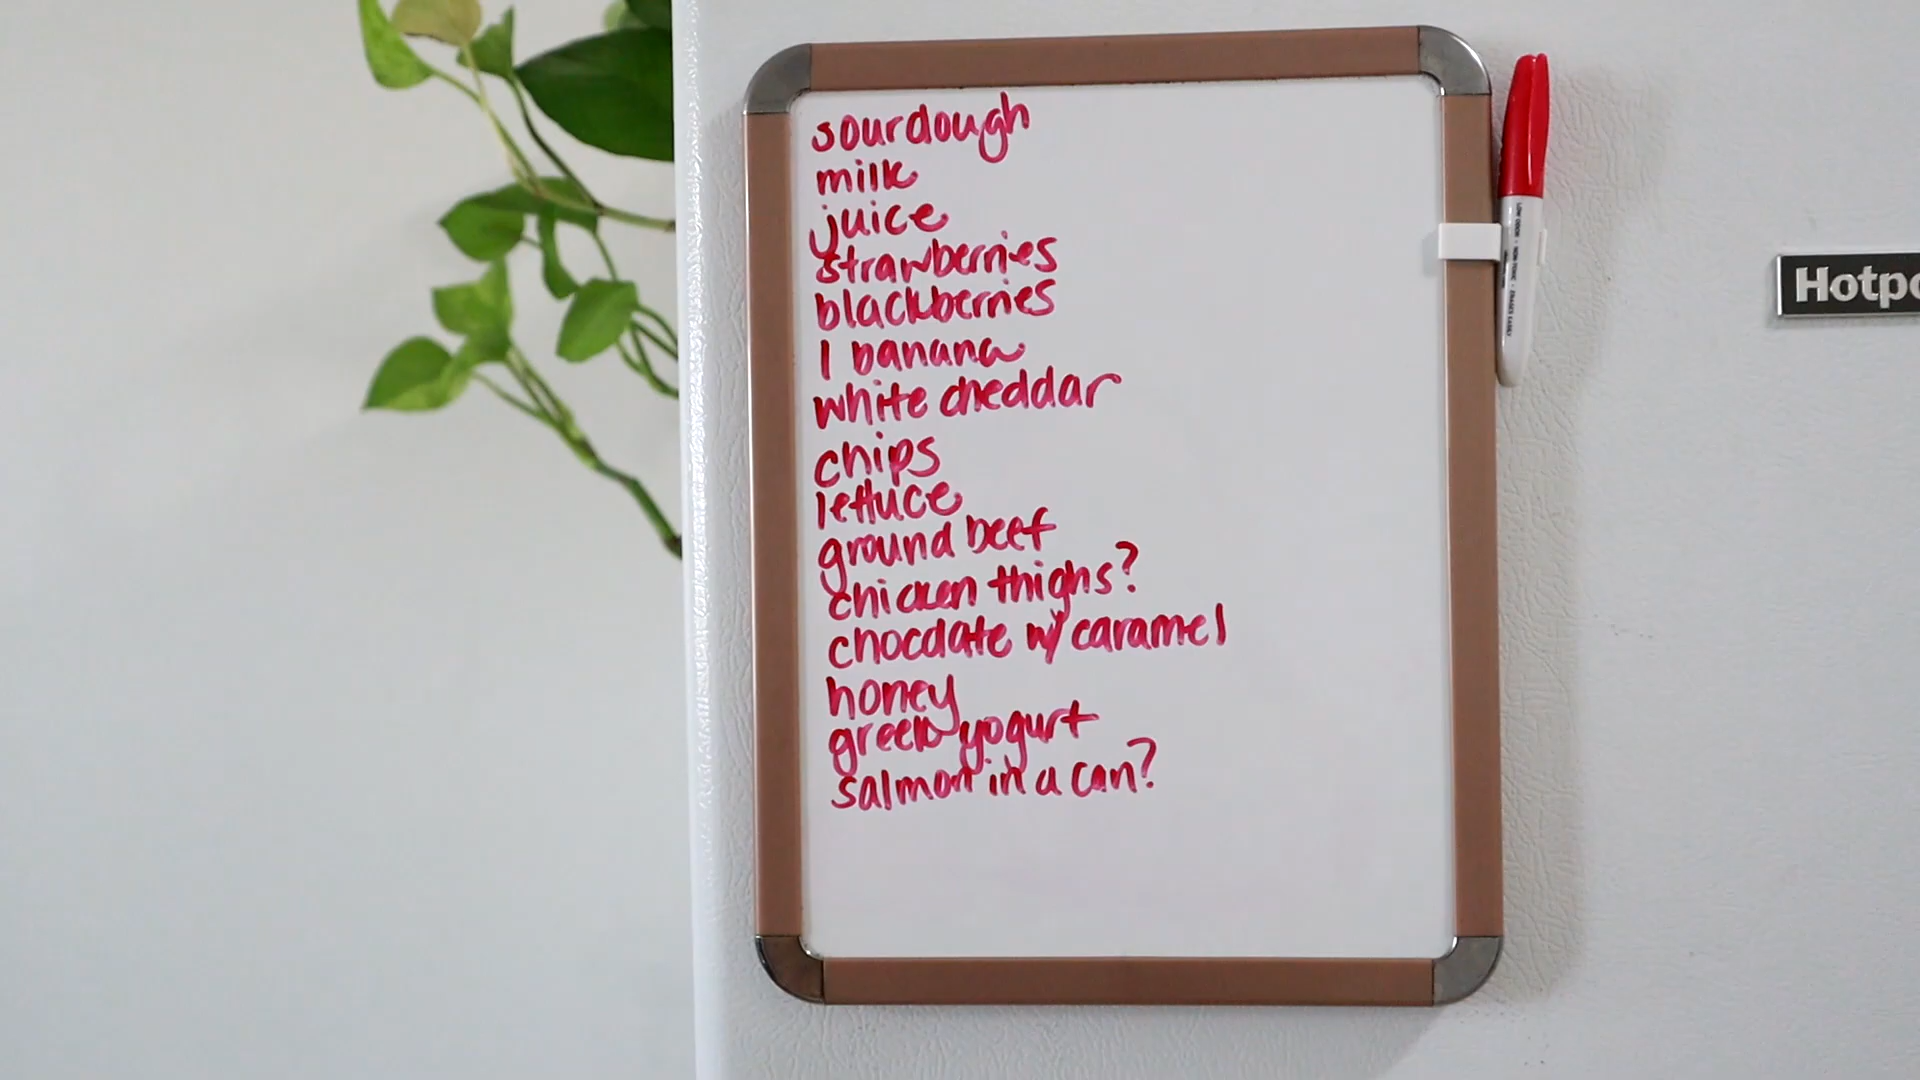 sourdough
milk
juice
strawberries
blackberries
1 banana
white cheddar
chips
lettuce
ground beef
chicken thighs?
chocolate w/ caramel
honey
greek yogurt
salmon in a can?
Hotpo